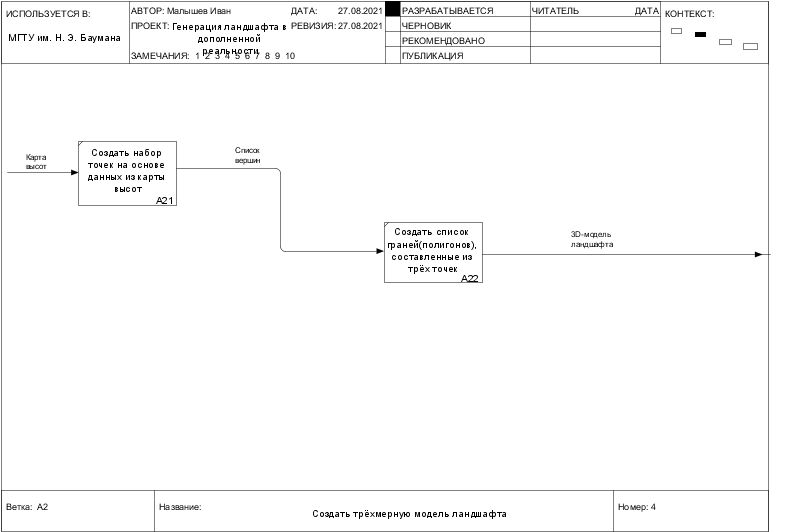 ИСПОЛЬЗУЕТСЯ В:
МГТУ им. Н. Э. Баумана
АВТОР: Малышев Иван
ДАТА: 27.08.2021
ПРОЕКТ: Генерация ландшафта в
дополненной
реальности
РЕВИЗИЯ: 27.08.2021
ЗАМЕЧАНИЯ: 1 2 3 4 5 6 7 8 9 10
РАЗРАБАТЫВАЕТСЯ
ЧЕРНОВИК
РЕКОМЕНДОВАНО
ПУБЛИКАЦИЯ
ЧИТАТЕЛЬ ДАТА
КОНТЕКСТ:
Карта
высот
Создать набор
точек на основе
данных из карты
высот
A21
Список
вершин
Создать список
граней(полигонов),
составленные из
трёх точек
A22
3D-модель
ландшафта
Ветка: A2
Название:
Создать трёхмерную модель ландшафта
Номер: 4